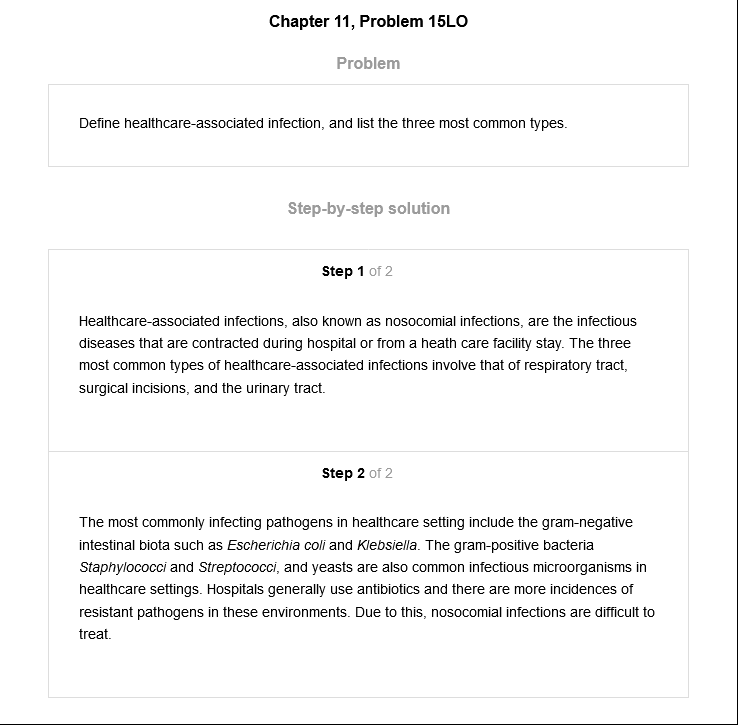 Chapter 11, Problem 15LO
Problem
Define healthcare-associated infection, and list the three most common types.
Step-by-step solution
Step 1 of 2
Healthcare-associated infections, also known as nosocomial infections, are the infectious
diseases that are contracted during hospital or from a heath care facility stay. The three
most common types of healthcare-associated infections involve that of respiratory tract,
surgical incisions, and the urinary tract.
Step 2 of 2
The most commonly infecting pathogens in healthcare setting include the gram-negative
intestinal biota such as Escherichia coli and Klebsiella. The gram-positive bacteria
Staphylococci and Streptococci, and yeasts are also common infectious microorganisms in
healthcare settings. Hospitals generally use antibiotics and there are more incidences of
resistant pathogens in these environments. Due to this, nosocomial infections are difficult to
treat.